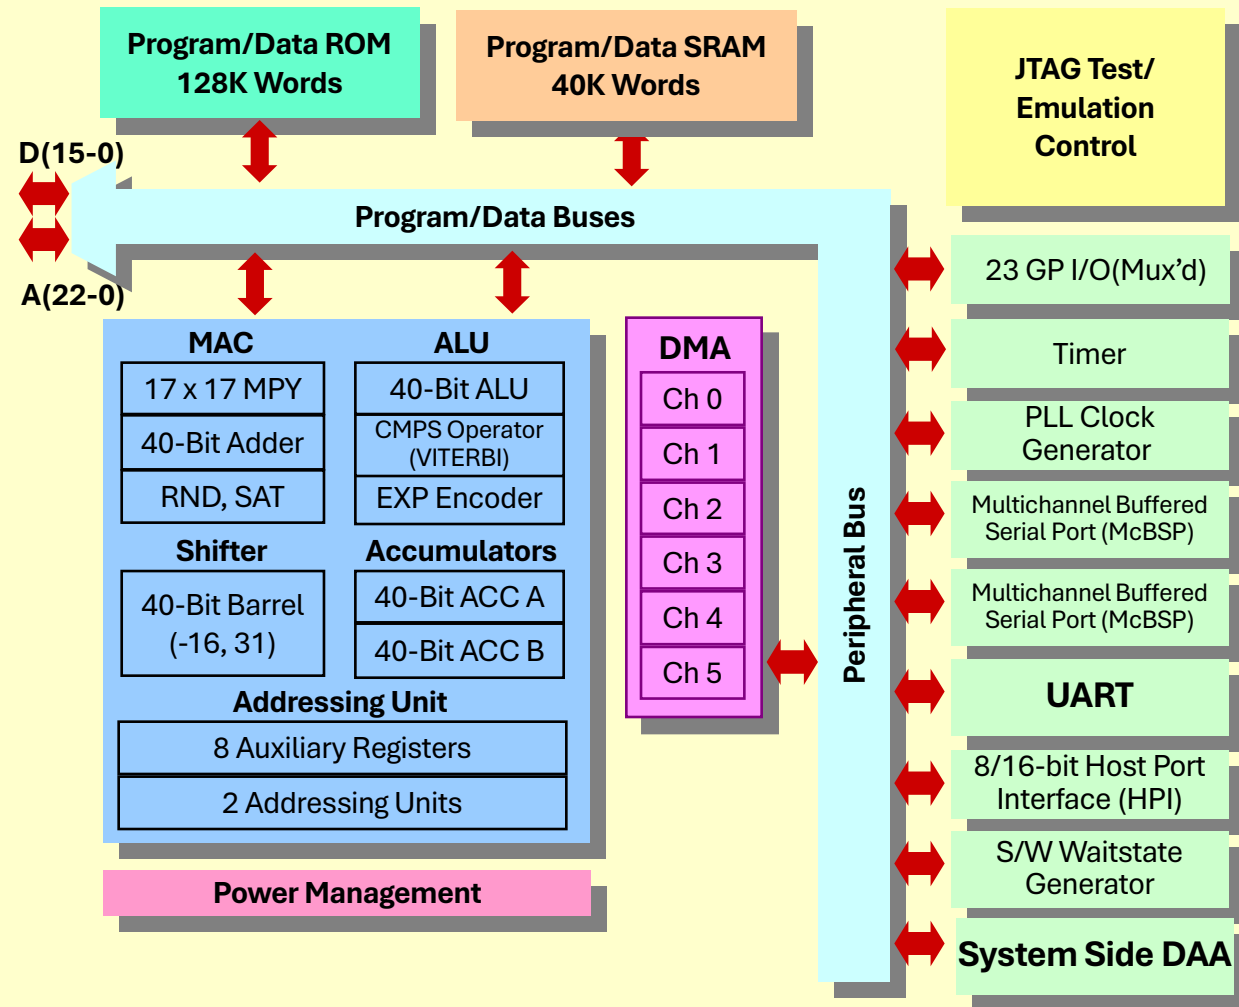 Program/Data ROM
128K Words
Program/Data SRAM
40K Words
JTAG Test/
Emulation
Control
D(15-0)
A(22-0)
Program/Data Buses
MAC
17 x 17 MPY
40-Bit Adder
RND, SAT
ALU
40-Bit ALU
CMPS Operator
(VITERBI)
EXP Encoder
Shifter
40-Bit Barrel
(-16, 31)
Accumulators
40-Bit ACC A
40-Bit ACC B
Addressing Unit
8 Auxiliary Registers
2 Addressing Units
Power Management
DMA
Ch 0
Ch 1
Ch 2
Ch 3
Ch 4
Ch 5
Peripheral Bus
23 GP I/O(Mux’d)
Timer
PLL Clock
Generator
Multichannel Buffered
Serial Port (McBSP)
Multichannel Buffered
Serial Port (McBSP)
UART
8/16-bit Host Port
Interface (HPI)
S/W Waitstate
Generator
System Side DAA